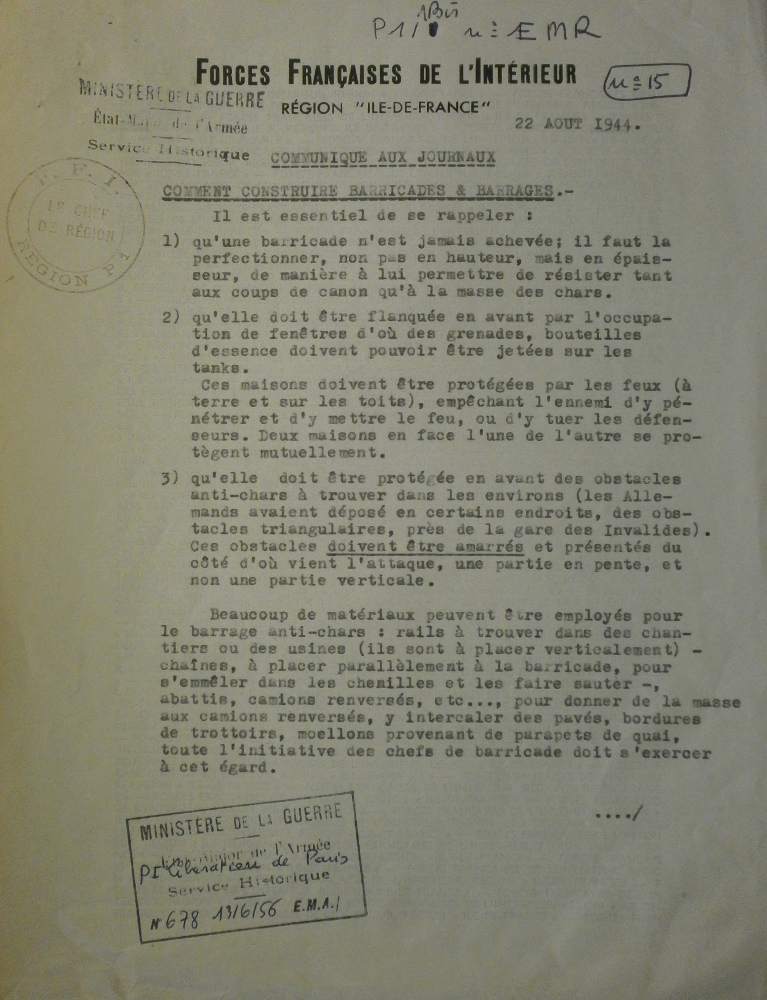 P1/ 1Bis n° EMR
FORCES FRANÇAISES DE L'INTÉRIEUR
n° 15
MINISTÈRE DE LA GUERRE
RÉGION "ILE-DE-FRANCE"
État-Major de l'Armée
22 AOUT 1944.
Service Historique
COMMUNIQUE AUX JOURNAUX
F. F. I.
LE CHEF
DE RÉGION
RÉGION P.1
COMMENT CONSTRUIRE BARRICADES & BARRAGES.-
Il est essentiel de se rappeler :
1) qu'une barricade n'est jamais achevée; il faut la
perfectionner, non pas en hauteur, mais en épais-
seur, de manière à lui permettre de résister tant
aux coups de canon qu'à la masse des chars.
2) qu'elle doit être flanquée en avant par l'occupa-
tion de fenêtres d'où des grenades, bouteilles
d'essence doivent pouvoir être jetées sur les
tanks.
Ces maisons doivent être protégées par les feux (à
terre et sur les toits), empêchant l'ennemi d'y pé-
nétrer et d'y mettre le feu, ou d'y tuer les défen-
seurs. Deux maisons en face l'une de l'autre se pro-
tègent mutuellement.
3) qu'elle doit être protégée en avant des obstacles
anti-chars à trouver dans les environs (les Alle-
mands avaient déposé en certains endroits, des obs-
tacles triangulaires, près de la gare des Invalides).
Ces obstacles doivent être amarrés et présentés du
côté d'où vient l'attaque, une partie en pente, et
non une partie verticale.
Beaucoup de matériaux peuvent être employés pour
le barrage anti-chars : rails à trouver dans des chan-
tiers ou des usines (ils sont à placer verticalement) -
chaînes, à placer parallèlement à la barricade, pour
s'emmêler dans les chenilles et les faire sauter -,
abattis, camions renversés, etc..., pour donner de la masse
aux camions renversés, y intercaler des pavés, bordures
de trottoirs, moellons provenant de parapets de quai,
toute l'initiative des chefs de barricade doit s'exercer
à cet égard.
..../
MINISTÈRE DE LA GUERRE
État-Major de l'Armée
P1 Libération de Paris
Service Historique
N° 678 13/6/56 E.M.A./